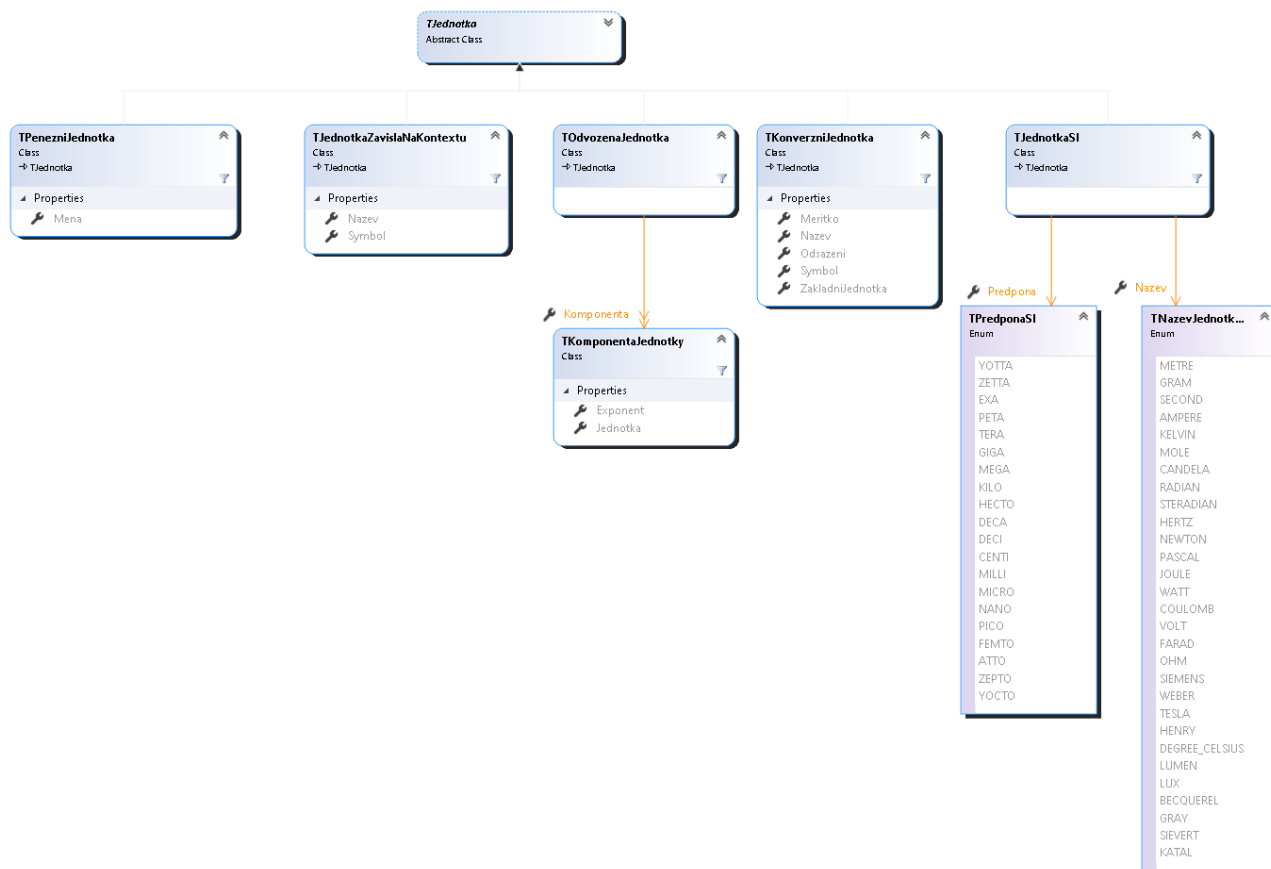 TJednotka
Abstract Class
TPenezniJednotka
Class
TJednotka
Properties
Mena
TJednotkaZavislaNaKontextu
Class
TJednotka
Properties
Nazev
Symbol
TOdvozenaJednotka
Class
TJednotka
Komponenta
TKomponentaJednotky
Class
Properties
Exponent
Jednotka
TKonverzniJednotka
Class
TJednotka
Properties
Meritko
Nazev
Odsazeni
Symbol
ZakladniJednotka
TJednotkaSI
Class
TJednotka
Predpona
TPredponaSI
Enum
YOTTA
ZETTA
EXA
PETA
TERA
GIGA
MEGA
KILO
HECTO
DECA
DECI
CENTI
MILLI
MICRO
NANO
PICO
FEMTO
ATTO
ZEPTO
YOCTO
Nazev
TNazevJednotk...
Enum
METRE
GRAM
SECOND
AMPERE
KELVIN
MOLE
CANDELA
RADIAN
STERADIAN
HERTZ
NEWTON
PASCAL
JOULE
WATT
COULOMB
VOLT
FARAD
OHM
SIEMENS
WEBER
TESLA
HENRY
DEGREE_CELSIUS
LUMEN
LUX
BECQUEREL
GRAY
SIEVERT
KATAL